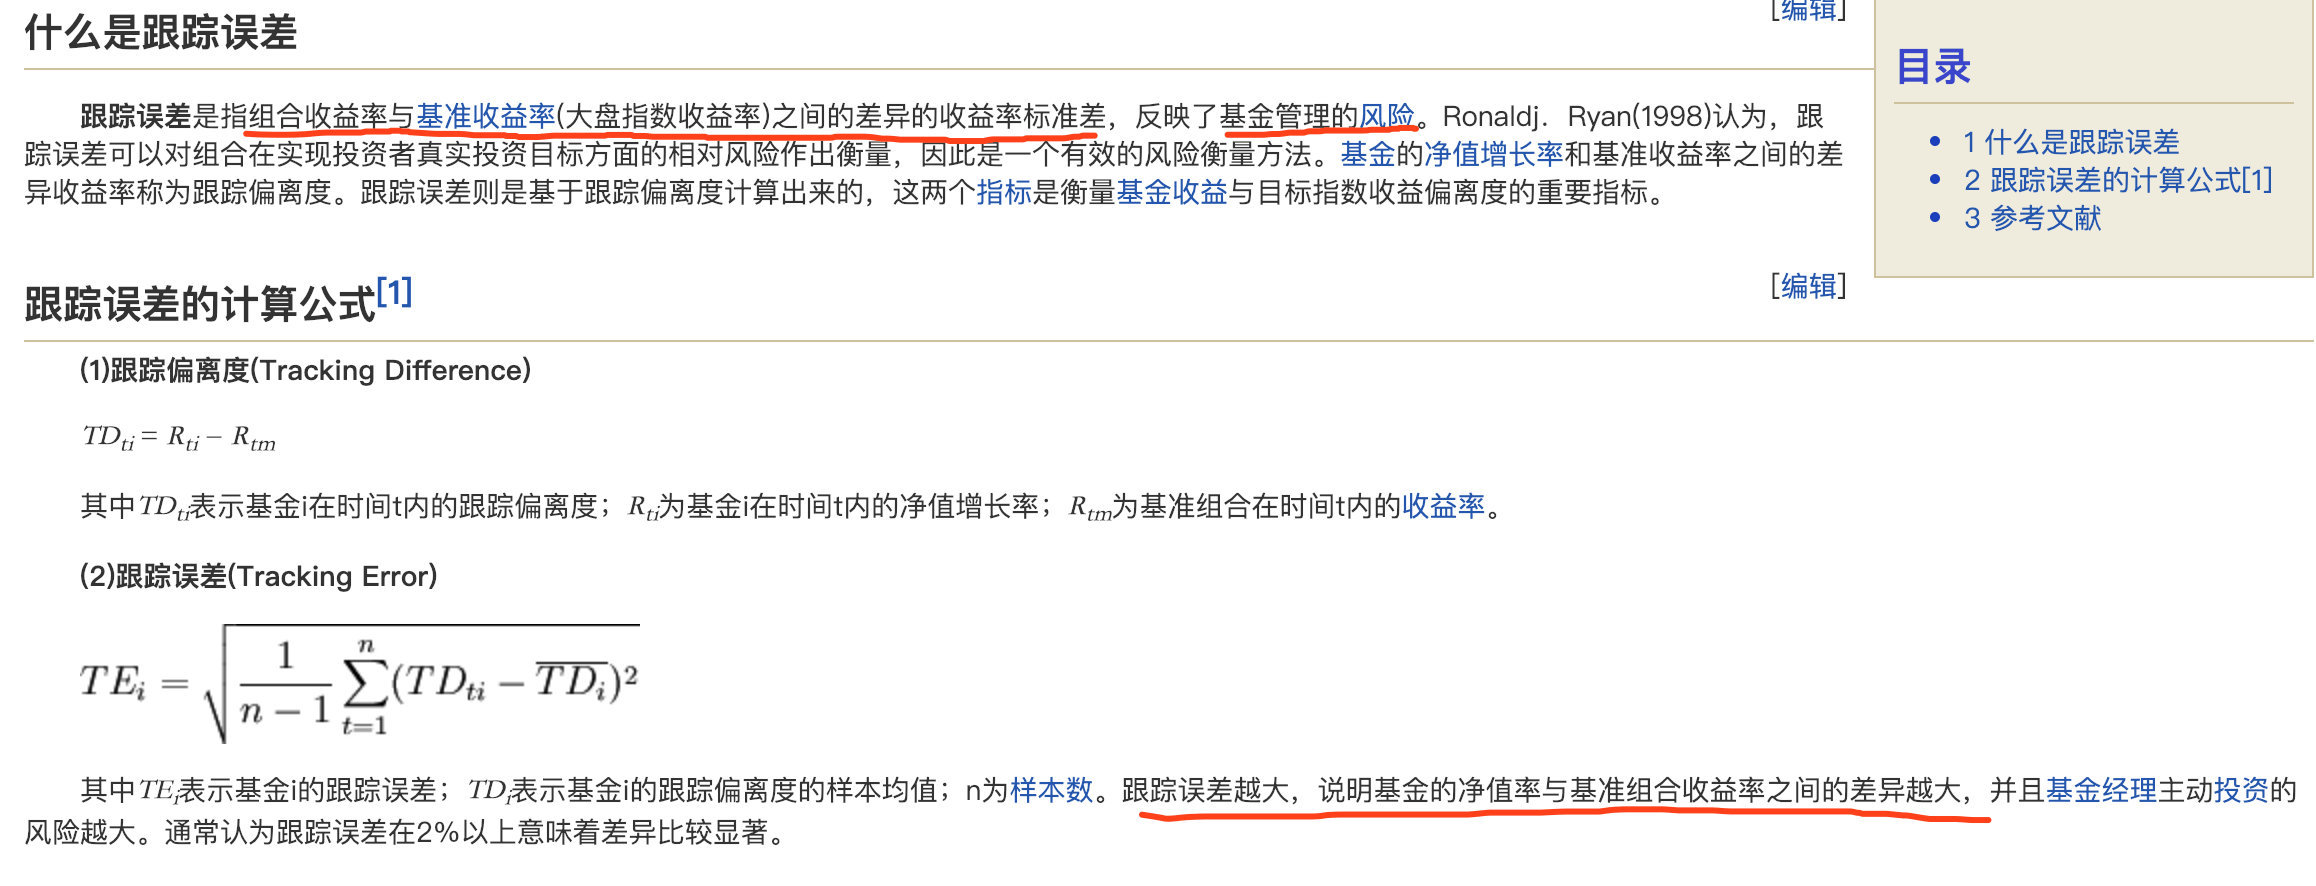 [编辑]
什么是跟踪误差
跟踪误差是指组合收益率与基准收益率(大盘指数收益率)之间的差异的收益率标准差，反映了基金管理的风险。Ronaldj．Ryan(1998)认为，跟
踪误差可以对组合在实现投资者真实投资目标方面的相对风险作出衡量，因此是一个有效的风险衡量方法。基金的净值增长率和基准收益率之间的差
异收益率称为跟踪偏离度。跟踪误差则是基于跟踪偏离度计算出来的，这两个指标是衡量基金收益与目标指数收益偏离度的重要指标。
目录
1 什么是跟踪误差
2 跟踪误差的计算公式[1]
3 参考文献
[编辑]
跟踪误差的计算公式[1]
(1)跟踪偏离度(Tracking Difference)
TD_{ti} = R_{ti} − R_{tm}
其中TD_{ti}表示基金i在时间t内的跟踪偏离度；R_{ti}为基金i在时间t内的净值增长率；R_{tm}为基准组合在时间t内的收益率。
(2)跟踪误差(Tracking Error)
TE_i = \sqrt{\frac{1}{n-1}\sum_{t=1}^{n}(TD_{ti} - \overline{TD_i})^2}
其中TE_i表示基金i的跟踪误差；TD_i表示基金i的跟踪偏离度的样本均值；n为样本数。跟踪误差越大，说明基金的净值率与基准组合收益率之间的差异越大，并且基金经理主动投资的
风险越大。通常认为跟踪误差在2%以上意味着差异比较显著。